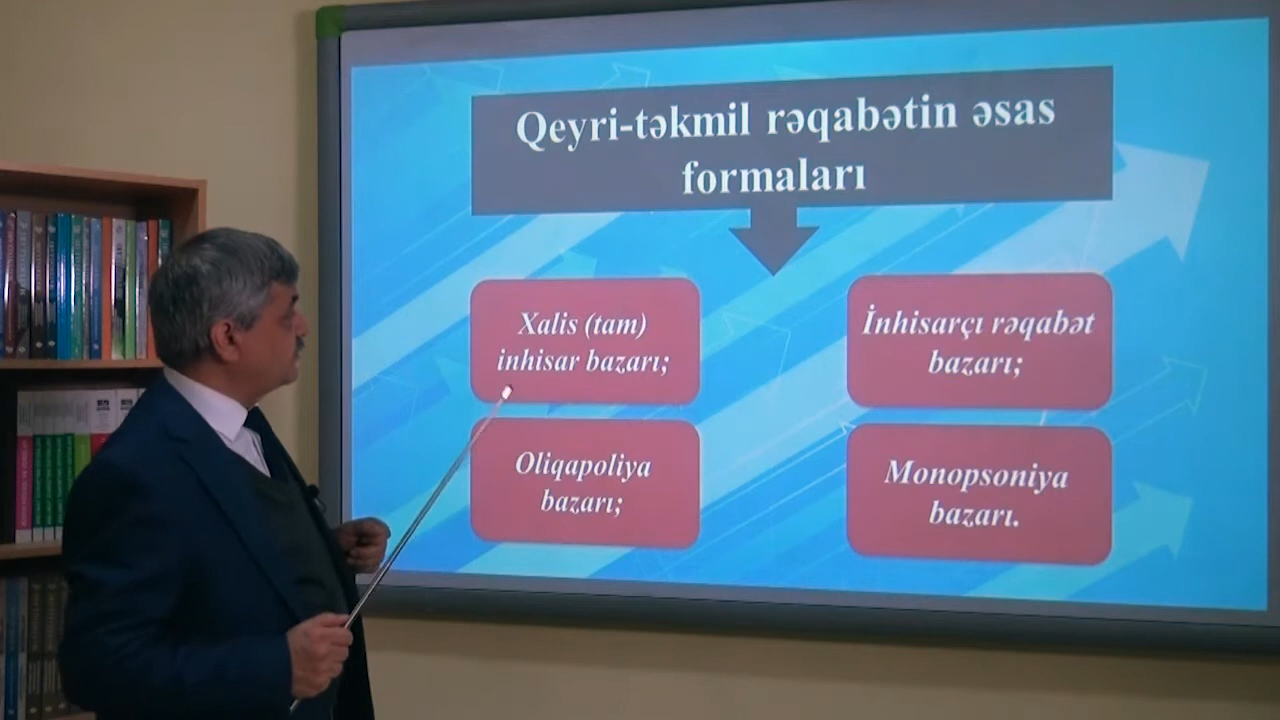 Qeyri-təkmil rəqabətin əsas
formaları
Xalis (tam)
inhisar bazarı;
İnhisarçı rəqabət
bazarı;
Oliqapoliya
bazarı;
Monopsoniya
bazarı.